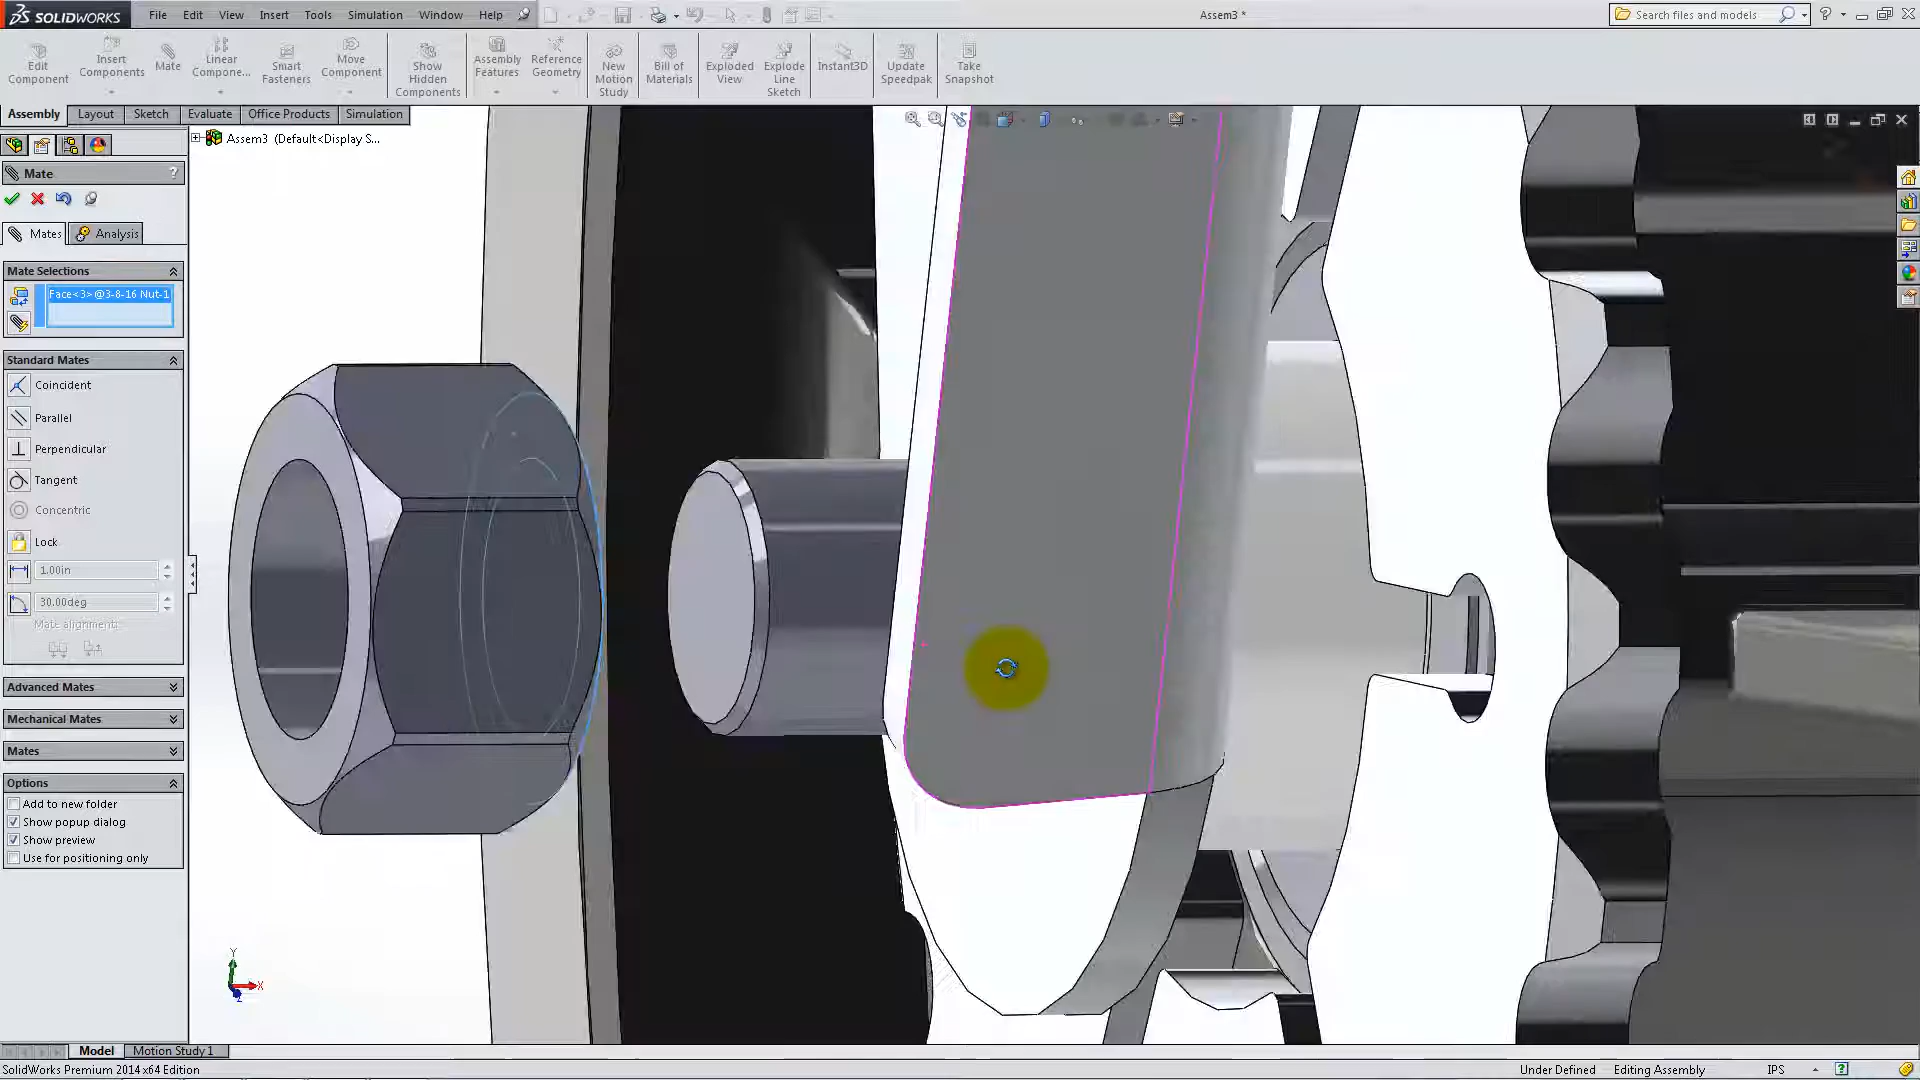 SOLIDWORKS
File Edit View Insert Tools Simulation Window Help
Assem3 *
Search files and models
?
Edit Component
Insert Components
Mate
Linear Compone...
Smart Fasteners
Move Component
Show Hidden Components
Assembly Features
Reference Geometry
New Motion Study
Bill of Materials
Exploded View
Explode Line Sketch
Instant3D
Update Speedpak
Take Snapshot
Assembly Layout Sketch Evaluate Office Products Simulation
Assem3 (Default<Display S...
Mate ?
Mates Analysis
Mate Selections
Face<3>@3-8-16 Nut-1
Standard Mates
Coincident
Parallel
Perpendicular
Tangent
Concentric
Lock
1.00in
30.00deg
Mate alignment:
Advanced Mates
Mechanical Mates
Mates
Options
Add to new folder
Show popup dialog
Show preview
Use for positioning only
Y
X
Z
Model Motion Study 1
SolidWorks Premium 2014 x64 Edition
Under Defined Editing Assembly IPS ?